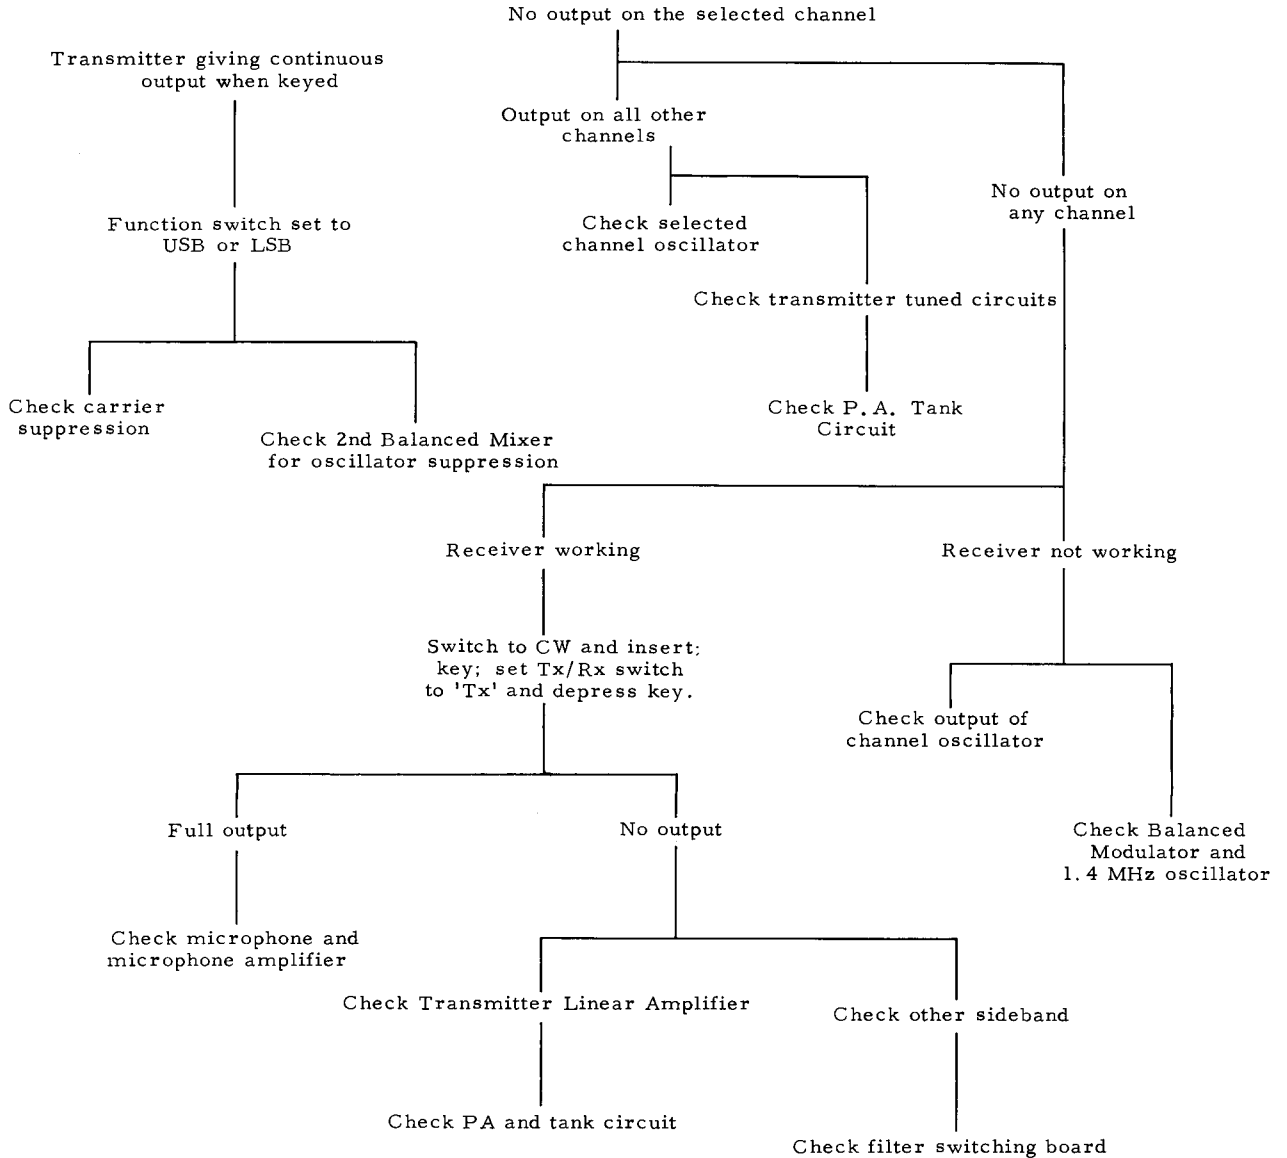 No output on the selected channel
Transmitter giving continuous
output when keyed
Output on all other
channels
No output on
any channel
Function switch set to
USB or LSB
Check selected
channel oscillator
Check transmitter tuned circuits
Check carrier
suppression
Check P.A. Tank
Circuit
Check 2nd Balanced Mixer
for oscillator suppression
Receiver working
Receiver not working
Switch to CW and insert;
key; set Tx/Rx switch
to 'Tx' and depress key.
Check output of
channel oscillator
Full output
No output
Check Balanced
Modulator and
1.4 MHz oscillator
Check microphone and
microphone amplifier
Check Transmitter Linear Amplifier
Check other sideband
Check PA and tank circuit
Check filter switching board